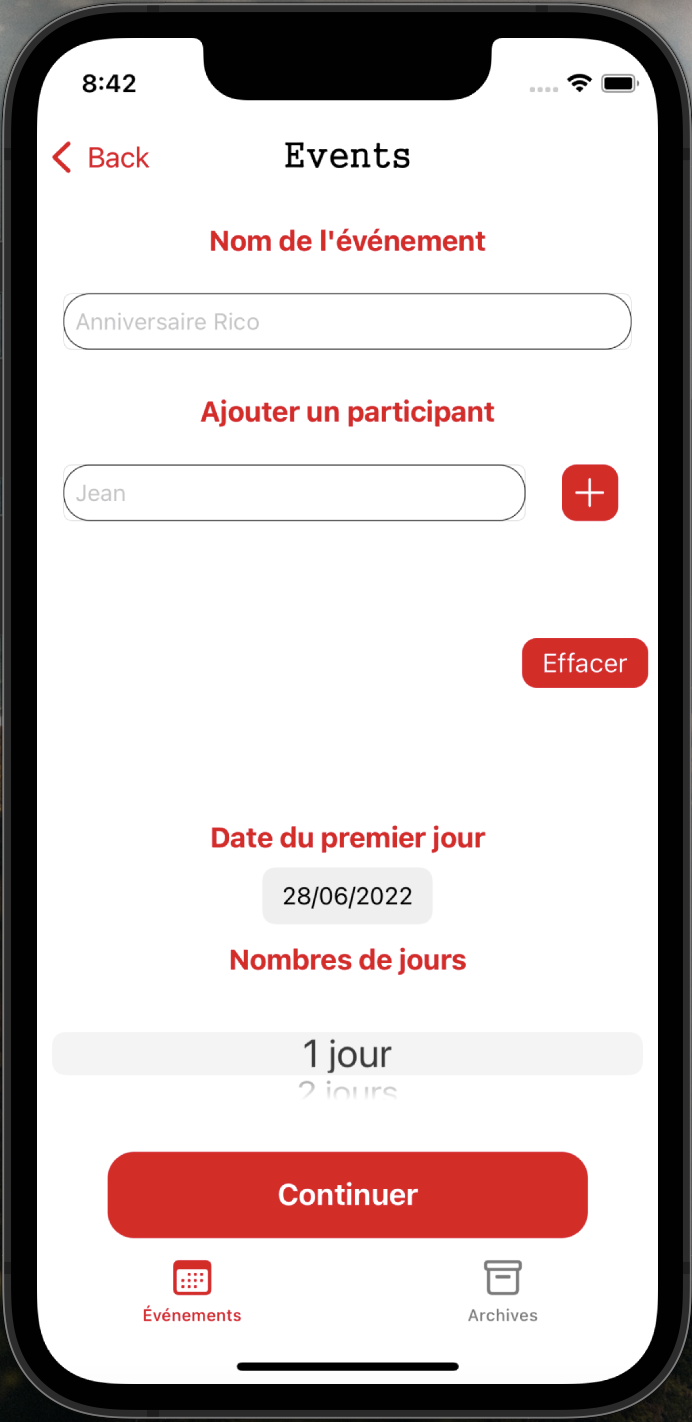 8:42
Back
Events
Nom de l'événement
Anniversaire Rico
Ajouter un participant
Jean
Effacer
Date du premier jour
28/06/2022
Nombres de jours
1 jour
2 jours
Continuer
Événements
Archives